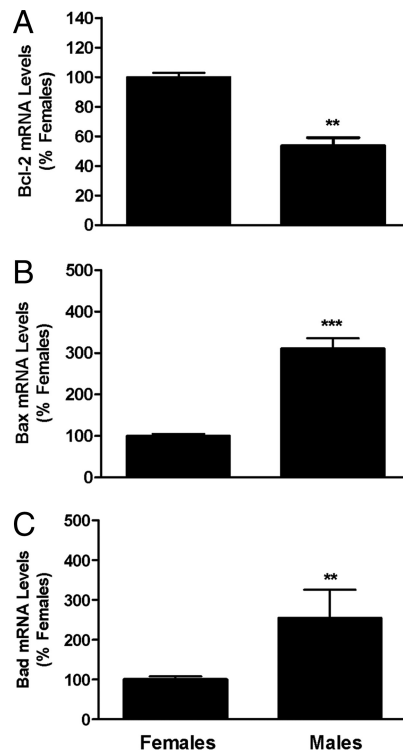 A
Bcl-2 mRNA Levels
(% Females)
140
120
100
80
60
40
20
0
**
B
Bax mRNA Levels
(% Females)
500
400
300
200
100
0
***
C
Bad mRNA Levels
(% Females)
500
400
300
200
100
0
**
Females
Males